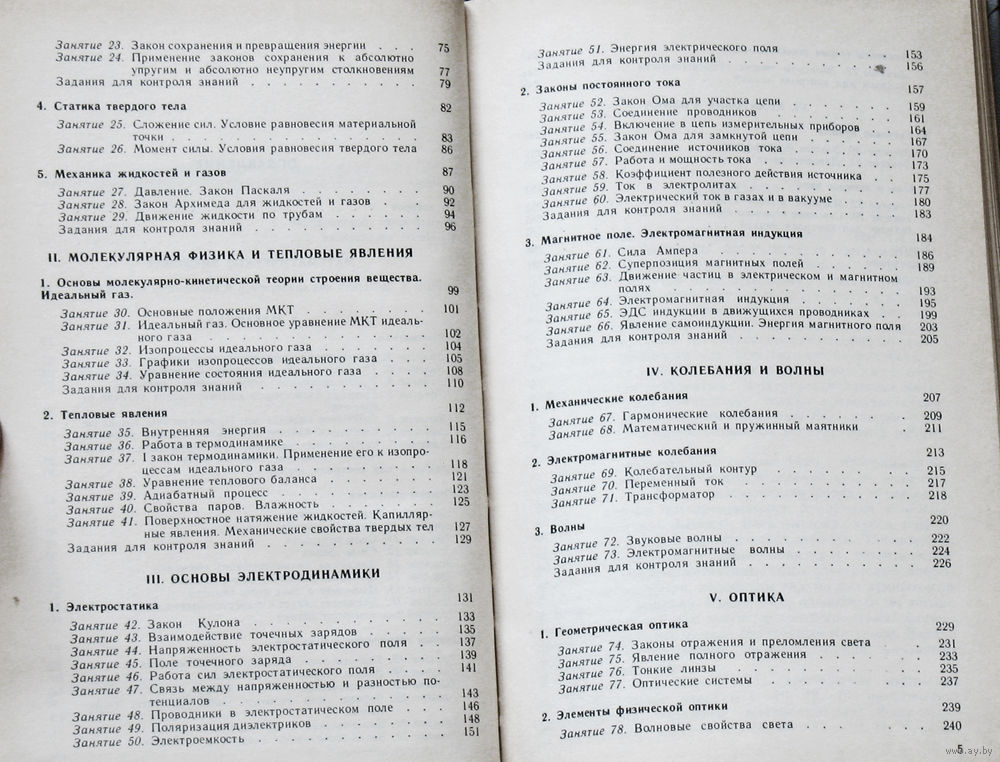 Занятие 23. Закон сохранения и превращения энергии . . . 75
Занятие 24. Применение законов сохранения к абсолютно
упругим и абсолютно неупругим столкновениям 77
Задания для контроля знаний . . . . . . . 79
4. Статика твердого тела 82
Занятие 25. Сложение сил. Условие равновесия материальной
точки . . . . . . . . . . . . 83
Занятие 26. Момент силы. Условия равновесия твердого тела 86
5. Механика жидкостей и газов 87
Занятие 27. Давление. Закон Паскаля . . . . . . 90
Занятие 28. Закон Архимеда для жидкостей и газов . . . 92
Занятие 29. Движение жидкости по трубам . . . . . 94
Задания для контроля знаний . . . . . . . 96
II. МОЛЕКУЛЯРНАЯ ФИЗИКА И ТЕПЛОВЫЕ ЯВЛЕНИЯ
1. Основы молекулярно-кинетической теории строения вещества.
Идеальный газ. 99
Занятие 30. Основные положения МКТ . . . . . . 101
Занятие 31. Идеальный газ. Основное уравнение МКТ идеаль-
ного газа . . . . . . . . . . 102
Занятие 32. Изопроцессы идеального газа . . . . . 104
Занятие 33. Графики изопроцессов идеального газа . . . 105
Занятие 34. Уравнение состояния идеального газа . . . 108
Задания для контроля знаний . . . . . . . 110
2. Тепловые явления 112
Занятие 35. Внутренняя энергия . . . . . . . 115
Занятие 36. Работа в термодинамике . . . . . . 116
Занятие 37. I закон термодинамики. Применение его к изопро-
цессам идеального газа . . . . . . 118
Занятие 38. Уравнение теплового баланса . . . . . 121
Занятие 39. Адиабатный процесс . . . . . . . 123
Занятие 40. Свойства паров. Влажность . . . . . 125
Занятие 41. Поверхностное натяжение жидкостей. Капилляр-
ные явления. Механические свойства твердых тел 127
Задания для контроля знаний . . . . . . . 129
III. ОСНОВЫ ЭЛЕКТРОДИНАМИКИ
1. Электростатика 131
Занятие 42. Закон Кулона . . . . . . . . 133
Занятие 43. Взаимодействие точечных зарядов . . . . 135
Занятие 44. Напряженность электростатического поля . . . 137
Занятие 45. Поле точечного заряда . . . . . . 139
Занятие 46. Работа сил электростатического поля . . . 141
Занятие 47. Связь между напряженностью и разностью по-
тенциалов . . . . . . . . . . 143
Занятие 48. Проводники в электростатическом поле . . . 146
Занятие 49. Поляризация диэлектриков . . . . . . 148
Занятие 50. Электроемкость . . . . . . . . 151
Занятие 51. Энергия электрического поля . . . 153
Задания для контроля знаний . . . . . . . 156
2. Законы постоянного тока 157
Занятие 52. Закон Ома для участка цепи . . . . . 159
Занятие 53. Соединение проводников . . . . . . 161
Занятие 54. Включение в цепь измерительных приборов . . 164
Занятие 55. Закон Ома для замкнутой цепи . . . . 167
Занятие 56. Соединение источников тока . . . . . 170
Занятие 57. Работа и мощность тока . . . . . . 173
Занятие 58. Коэффициент полезного действия источника . . 175
Занятие 59. Ток в электролитах . . . . . . . 177
Занятие 60. Электрический ток в газах и в вакууме . . . 180
Задания для контроля знаний . . . . . . . 183
3. Магнитное поле. Электромагнитная индукция 184
Занятие 61. Сила Ампера . . . . . . . . 186
Занятие 62. Суперпозиция магнитных полей . . . . 189
Занятие 63. Движение частиц в электрическом и магнитном
полях . . . . . . . . . . . 193
Занятие 64. Электромагнитная индукция . . . . . 195
Занятие 65. ЭДС индукции в движущихся проводниках . . 199
Занятие 66. Явление самоиндукции. Энергия магнитного поля 203
Задания для контроля знаний . . . . . . . 205
IV. КОЛЕБАНИЯ И ВОЛНЫ
1. Механические колебания 207
Занятие 67. Гармонические колебания . . . . . . 209
Занятие 68. Математический и пружинный маятники . 211
2. Электромагнитные колебания 213
Занятие 69. Колебательный контур . . . . . . 215
Занятие 70. Переменный ток . . . . . . . 217
Занятие 71. Трансформатор . . . . . . . . 218
3. Волны 220
Занятие 72. Звуковые волны . . . . . . . 222
Занятие 73. Электромагнитные волны . . . . . . 224
Задания для контроля знаний . . . . . . . 226
V. ОПТИКА
1. Геометрическая оптика 229
Занятие 74. Законы отражения и преломления света . 231
Занятие 75. Явление полного отражения . . . . . 233
Занятие 76. Тонкие линзы . . . . . . . . 235
Занятие 77. Оптические системы . . . . . . . 237
2. Элементы физической оптики 239
Занятие 78. Волновые свойства света . . . . . 240
5
www.ay.by